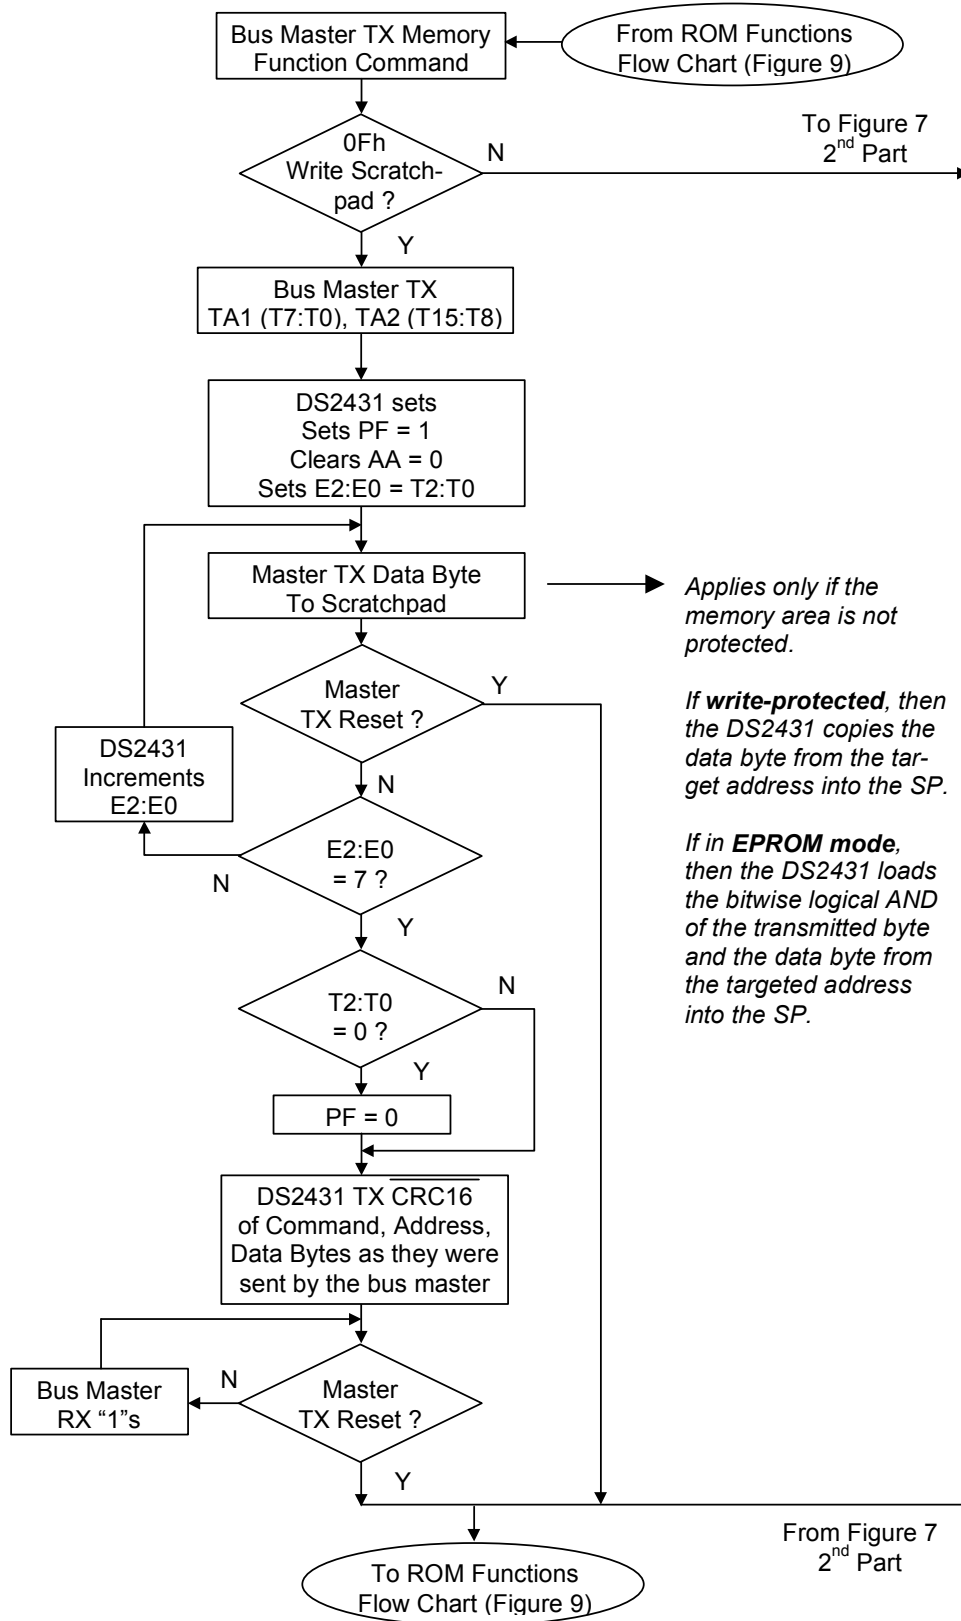 Bus Master TX Memory
Function Command
From ROM Functions
Flow Chart (Figure 9)
To Figure 7
2nd Part
0Fh
Write Scratch-
pad ?
N
Y
Bus Master TX
TA1 (T7:T0), TA2 (T15:T8)
DS2431 sets
Sets PF = 1
Clears AA = 0
Sets E2:E0 = T2:T0
Master TX Data Byte
To Scratchpad
Applies only if the
memory area is not
protected.
If write-protected, then
the DS2431 copies the
data byte from the tar-
get address into the SP.
If in EPROM mode,
then the DS2431 loads
the bitwise logical AND
of the transmitted byte
and the data byte from
the targeted address
into the SP.
Master
TX Reset ?
Y
N
DS2431
Increments
E2:E0
E2:E0
= 7 ?
N
Y
T2:T0
= 0 ?
N
Y
PF = 0
DS2431 TX CRC16
of Command, Address,
Data Bytes as they were
sent by the bus master
Master
TX Reset ?
N
Bus Master
RX “1”s
Y
From Figure 7
2nd Part
To ROM Functions
Flow Chart (Figure 9)